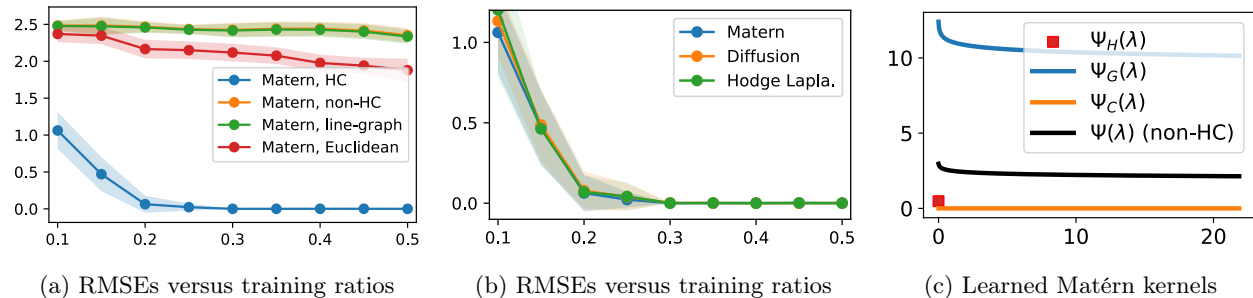 2.5
2.0
1.5
1.0
0.5
0.0
Matern, HC
Matern, non-HC
Matern, line-graph
Matern, Euclidean
0.1 0.2 0.3 0.4 0.5
(a) RMSEs versus training ratios
1.0
0.5
0.0
Matern
Diffusion
Hodge Lapla.
0.1 0.2 0.3 0.4 0.5
(b) RMSEs versus training ratios
10
5
0
Ψ_H(λ)
Ψ_G(λ)
Ψ_C(λ)
Ψ(λ) (non-HC)
0 10 20
(c) Learned Matérn kernels